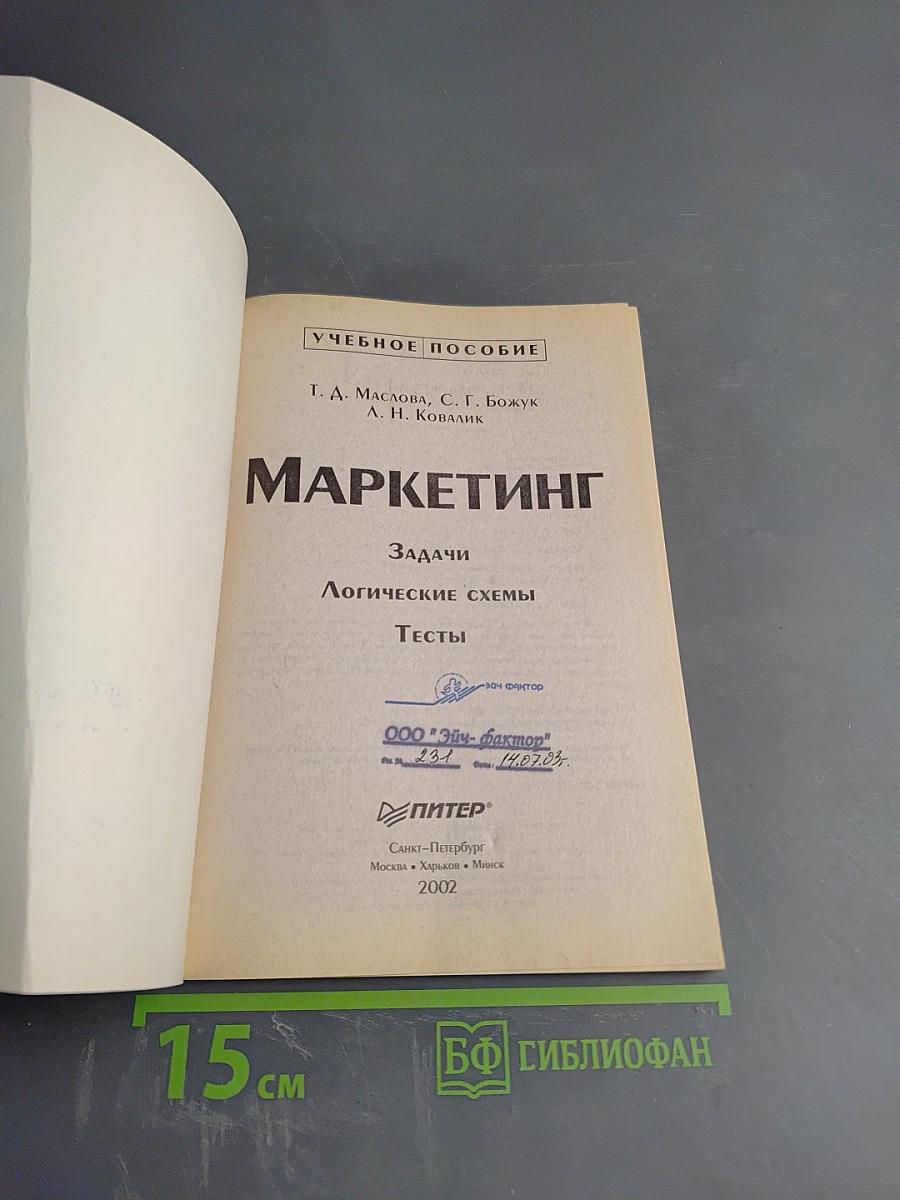 УЧЕБНОЕ ПОСОБИЕ
Т. Д. Маслова, С. Г. Божук
Л. Н. Ковалик
Маркетинг
Задачи
Логические схемы
Тесты
эйч фактор
ООО "Эйч-фактор"
231 14.07.03г.
ПИТЕР®
Санкт–Петербург
Москва • Харьков • Минск
2002
15 см
БФ БИБЛИОФАН